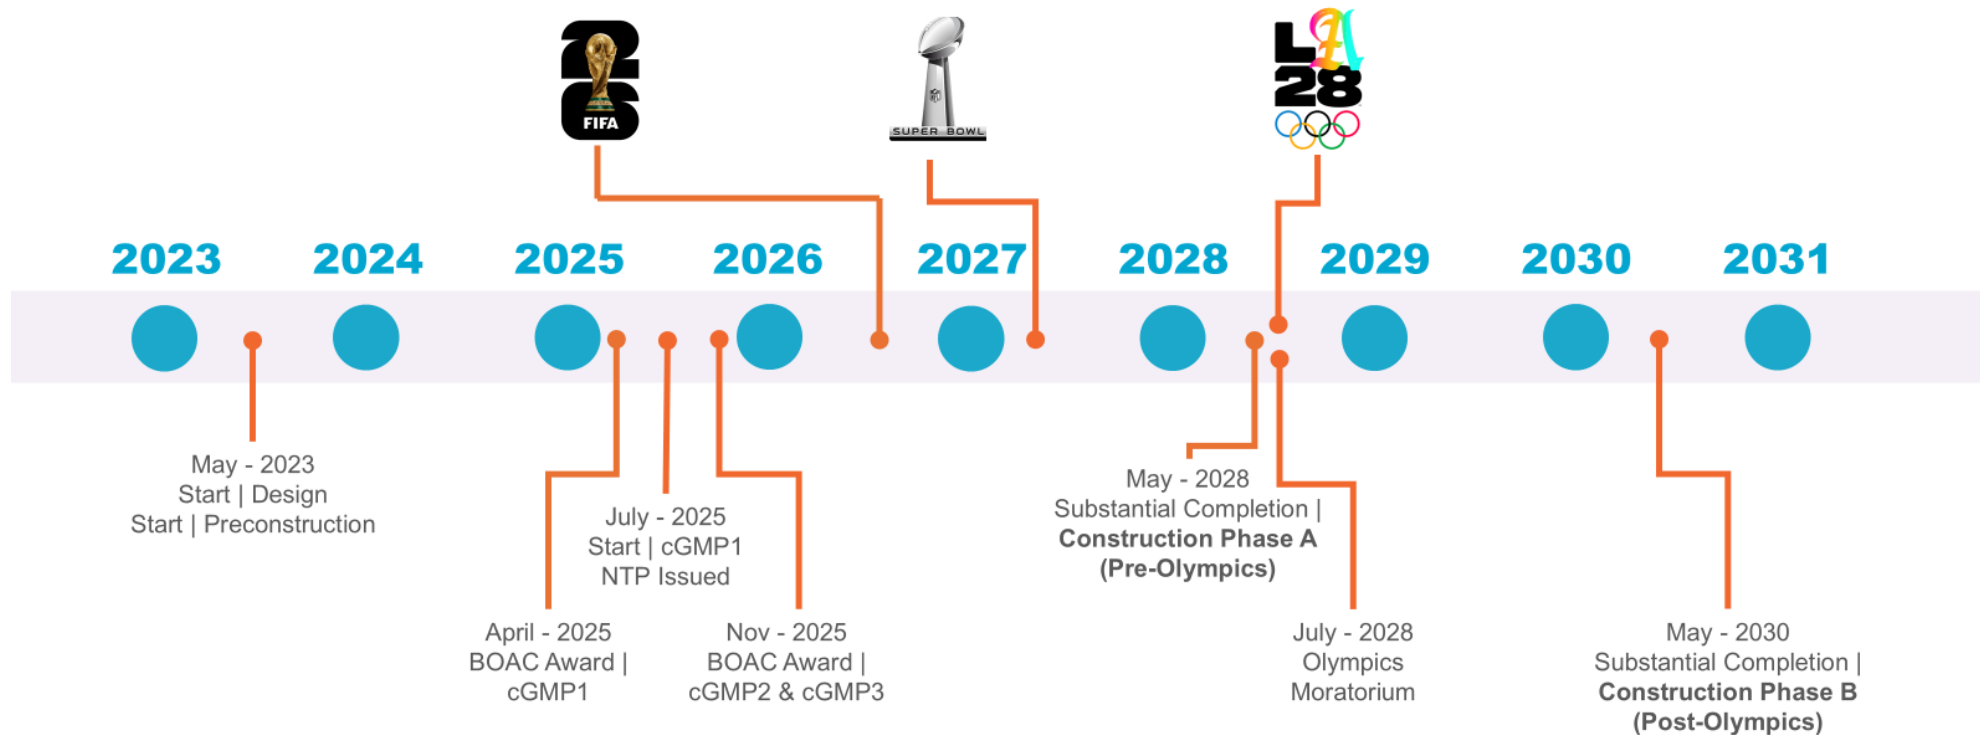 26
FIFA
NFL
SUPER BOWL
LA
28
2023
2024
2025
2026
2027
2028
2029
2030
2031
May - 2023
Start | Design
Start | Preconstruction
April - 2025
BOAC Award |
cGMP1
July - 2025
Start | cGMP1
NTP Issued
Nov - 2025
BOAC Award |
cGMP2 & cGMP3
May - 2028
Substantial Completion |
Construction Phase A
(Pre-Olympics)
July - 2028
Olympics
Moratorium
May - 2030
Substantial Completion |
Construction Phase B
(Post-Olympics)